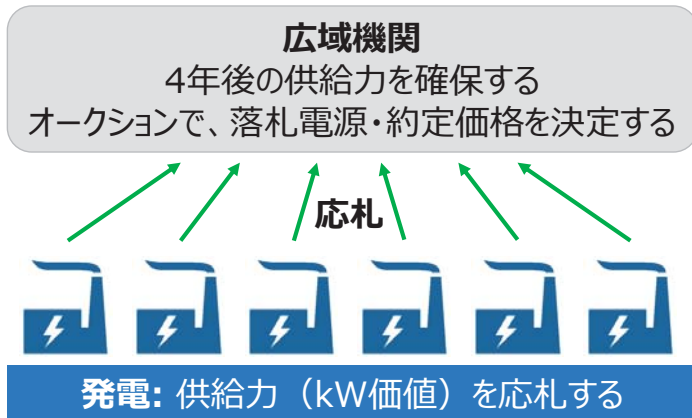 広域機関
4年後の供給力を確保する
オークションで、落札電源・約定価格を決定する
応札
発電: 供給力（kW価値）を応札する